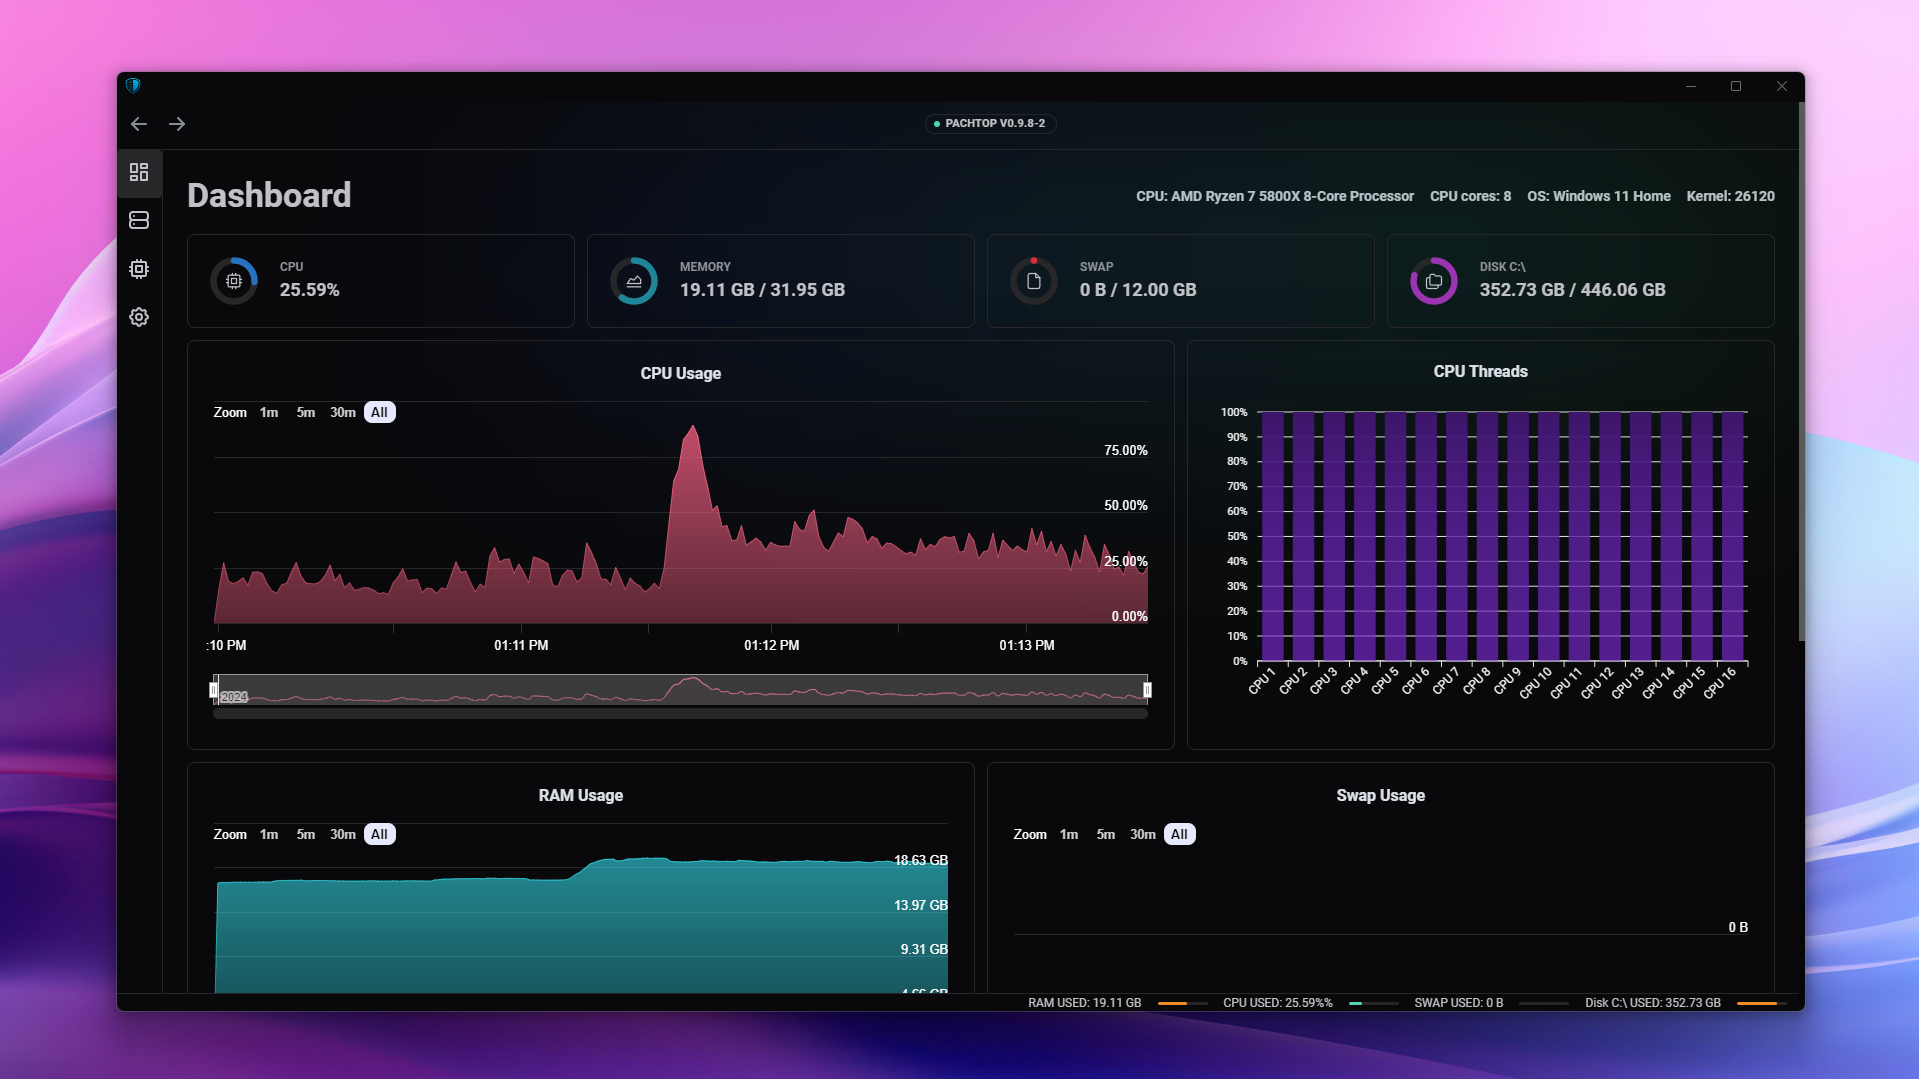 PACHTOP V0.9.8-2
Dashboard
CPU: AMD Ryzen 7 5800X 8-Core Processor CPU cores: 8 OS: Windows 11 Home Kernel: 26120
CPU
25.59%
MEMORY
19.11 GB / 31.95 GB
SWAP
0 B / 12.00 GB
DISK C:\
352.73 GB / 446.06 GB
CPU Usage
Zoom 1m 5m 30m All
75.00%
50.00%
25.00%
0.00%
:10 PM 01:11 PM 01:12 PM 01:13 PM
2024
CPU Threads
100%
90%
80%
70%
60%
50%
40%
30%
20%
10%
0%
CPU 1 CPU 2 CPU 3 CPU 4 CPU 5 CPU 6 CPU 7 CPU 8 CPU 9 CPU 10 CPU 11 CPU 12 CPU 13 CPU 14 CPU 15 CPU 16
RAM Usage
Zoom 1m 5m 30m All
18.63 GB
13.97 GB
9.31 GB
4.66 GB
Swap Usage
Zoom 1m 5m 30m All
0 B
RAM USED: 19.11 GB CPU USED: 25.59%% SWAP USED: 0 B Disk C:\ USED: 352.73 GB